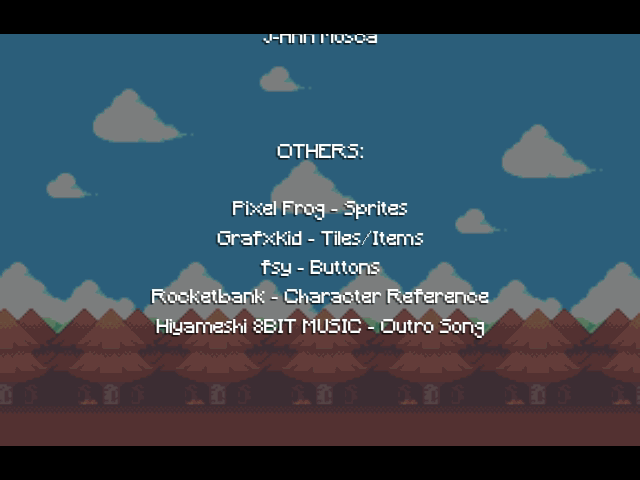 OTHERS:
Pixel Frog - Sprites
GrafxKid - Tiles/Items
fsy - Buttons
Rocketbank - Character Reference
Hiyameshi 8BIT MUSIC - Outro Song